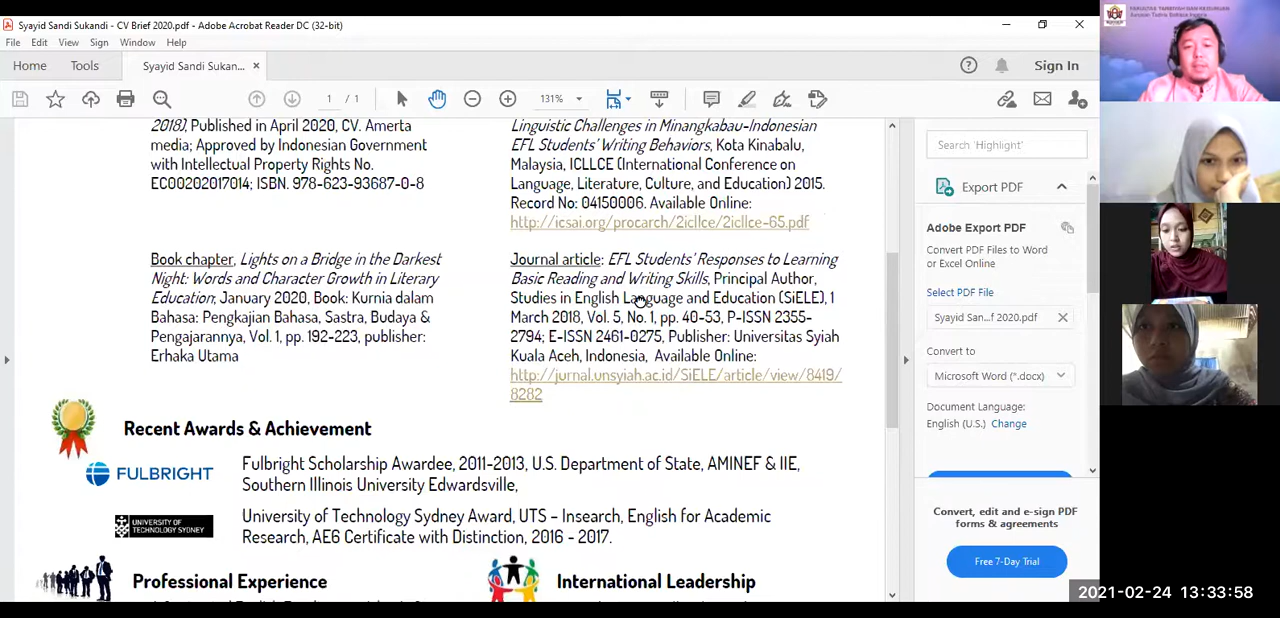 Syayid Sandi Sukandi - CV Brief 2020.pdf - Adobe Acrobat Reader DC (32-bit)
File Edit View Sign Window Help
Home Tools Syayid Sandi Sukan... × Sign In
1 / 1 131%
2018), Published in April 2020, CV. Amerta
media; Approved by Indonesian Government
with Intellectual Property Rights No.
EC00202017014; ISBN. 978-623-93687-0-8
Linguistic Challenges in Minangkabau-Indonesian
EFL Students' Writing Behaviors, Kota Kinabalu,
Malaysia, ICLLCE (International Conference on
Language, Literature, Culture, and Education) 2015.
Record No: 04150006. Available Online:
http://icsai.org/procarch/2icllce/2icllce-65.pdf
Book chapter, Lights on a Bridge in the Darkest
Night: Words and Character Growth in Literary
Education, January 2020, Book: Kurnia dalam
Bahasa: Pengkajian Bahasa, Sastra, Budaya &
Pengajarannya, Vol. 1, pp. 192-223, publisher:
Erhaka Utama
Journal article: EFL Students' Responses to Learning
Basic Reading and Writing Skills, Principal Author,
Studies in English Language and Education (SiELE), 1
March 2018, Vol. 5, No. 1, pp. 40-53, P-ISSN 2355-
2794; E-ISSN 2461-0275, Publisher: Universitas Syiah
Kuala Aceh, Indonesia, Available Online:
http://jurnal.unsyiah.ac.id/SiELE/article/view/8419/
8282
Recent Awards & Achievement
FULBRIGHT
Fulbright Scholarship Awardee, 2011-2013, U.S. Department of State, AMINEF & IIE,
Southern Illinois University Edwardsville,
UNIVERSITY OF
TECHNOLOGY SYDNEY
University of Technology Sydney Award, UTS – Insearch, English for Academic
Research, AE6 Certificate with Distinction, 2016 - 2017.
Professional Experience
International Leadership
Search 'Highlight'
Export PDF
Adobe Export PDF
Convert PDF Files to Word
or Excel Online
Select PDF File
Syayid San...f 2020.pdf
Convert to
Microsoft Word (*.docx)
Document Language:
English (U.S.) Change
Convert, edit and e-sign PDF
forms & agreements
Free 7-Day Trial
FAKULTAS TARBIYAH DAN KEGURUAN
2021-02-24 13:33:58